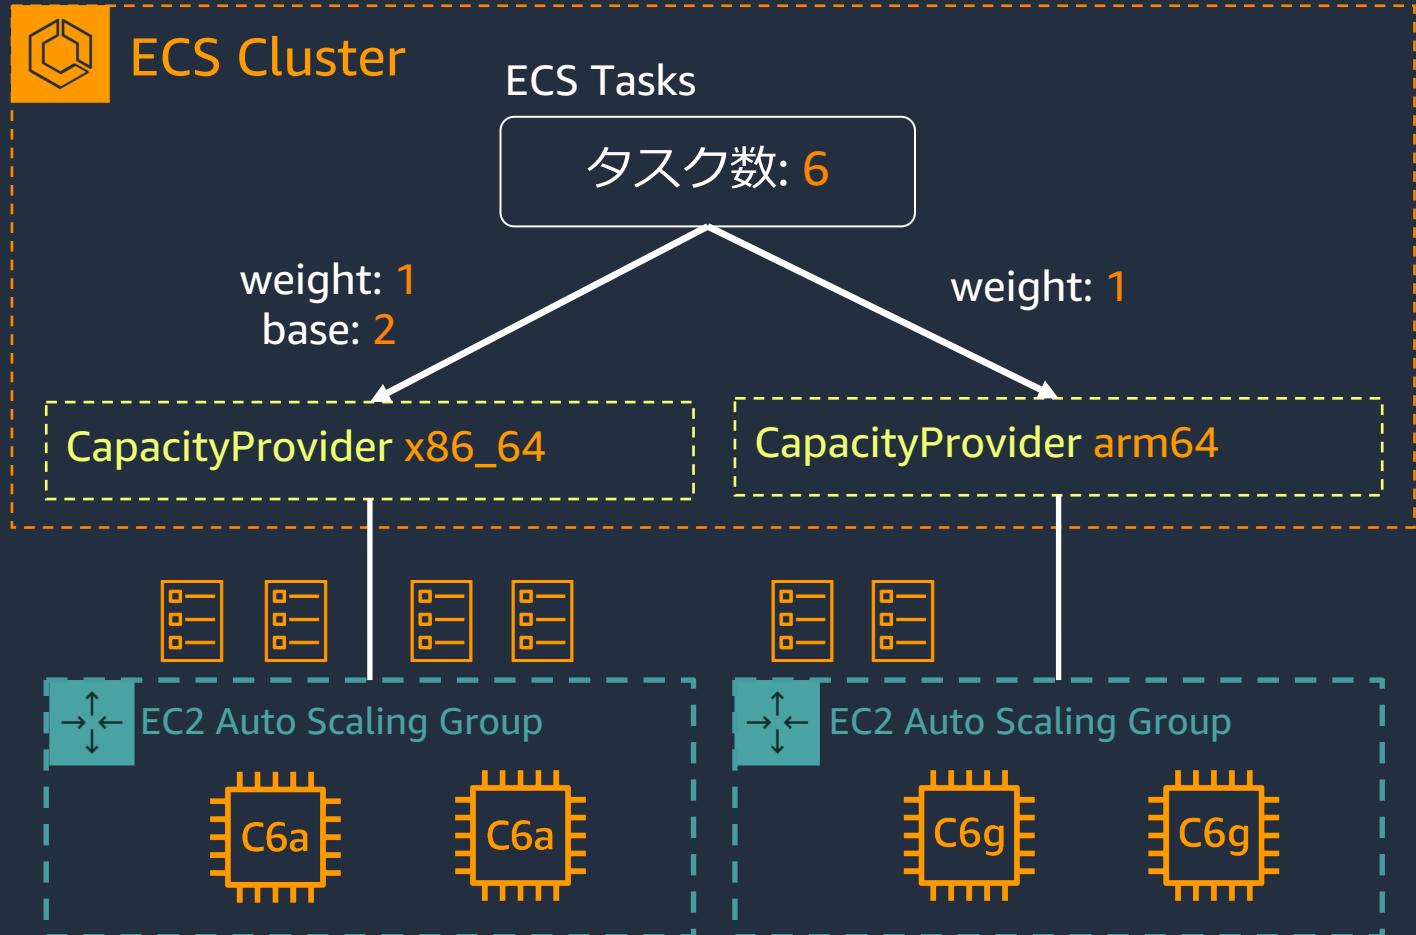 ECS Cluster
ECS Tasks
タスク数: 6
weight: 1
base: 2
weight: 1
CapacityProvider x86_64
CapacityProvider arm64
EC2 Auto Scaling Group
EC2 Auto Scaling Group
C6a
C6a
C6g
C6g